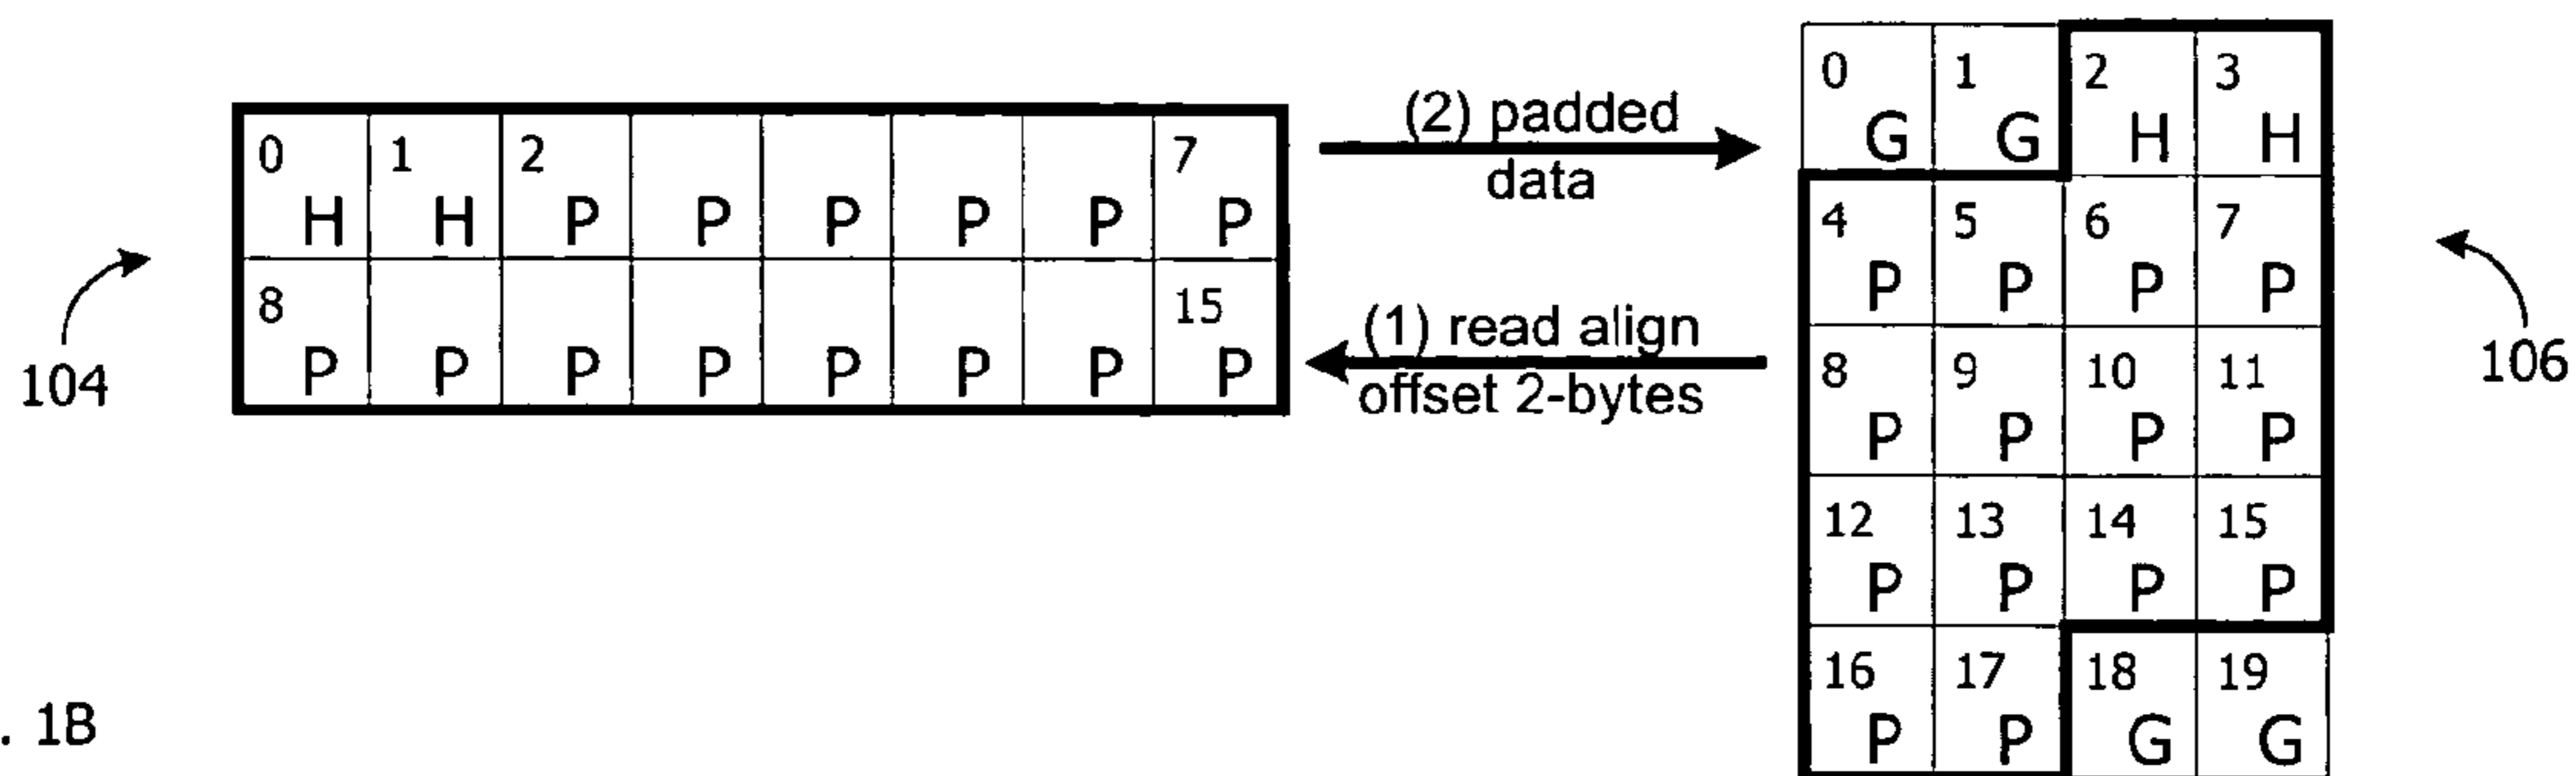 0 1 2 7
H H P P P P P P
8 15
P P P P P P P P
104
(2) padded
data
(1) read align
offset 2-bytes
0 1 2 3
G G H H
4 5 6 7
P P P P
8 9 10 11
P P P P
12 13 14 15
P P P P
16 17 18 19
P P G G
106
. 1B